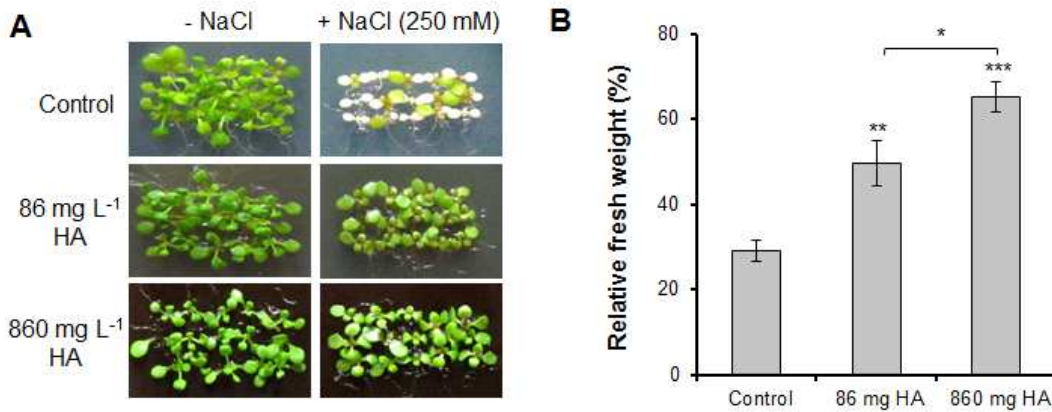 A
- NaCl
+ NaCl (250 mM)
Control
86 mg L-1
HA
860 mg L-1
HA
B
Relative fresh weight (%)
80
60
40
20
0
*
**
***
Control
86 mg HA
860 mg HA